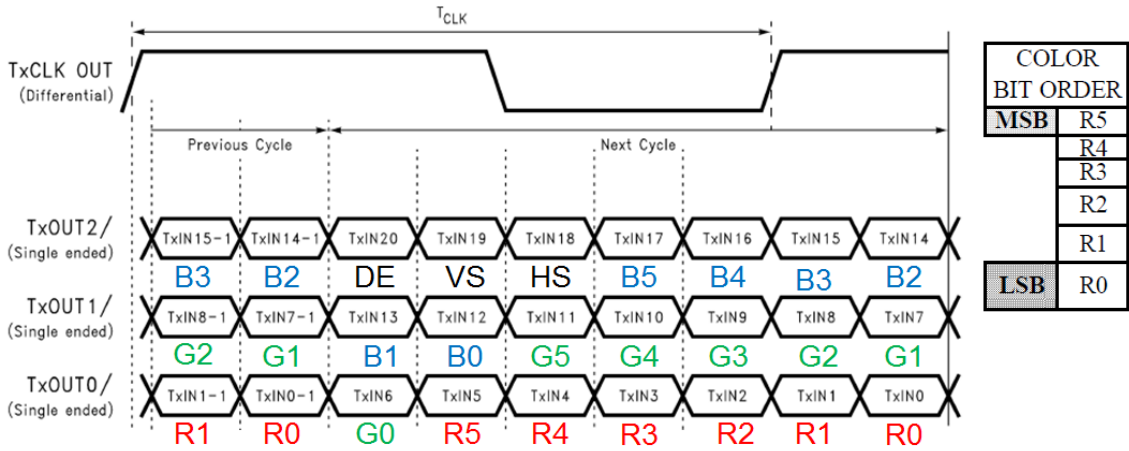 TCLK
TxCLK OUT
(Differential)
Previous Cycle
Next Cycle
TxOUT2/
(Single ended)
TxIN15-1 TxIN14-1 TxIN20 TxIN19 TxIN18 TxIN17 TxIN16 TxIN15 TxIN14
B3 B2 DE VS HS B5 B4 B3 B2
TxOUT1/
(Single ended)
TxIN8-1 TxIN7-1 TxIN13 TxIN12 TxIN11 TxIN10 TxIN9 TxIN8 TxIN7
G2 G1 B1 B0 G5 G4 G3 G2 G1
TxOUT0/
(Single ended)
TxIN1-1 TxIN0-1 TxIN6 TxIN5 TxIN4 TxIN3 TxIN2 TxIN1 TxIN0
R1 R0 G0 R5 R4 R3 R2 R1 R0
COLOR
BIT ORDER
MSB R5
R4
R3
R2
R1
LSB R0